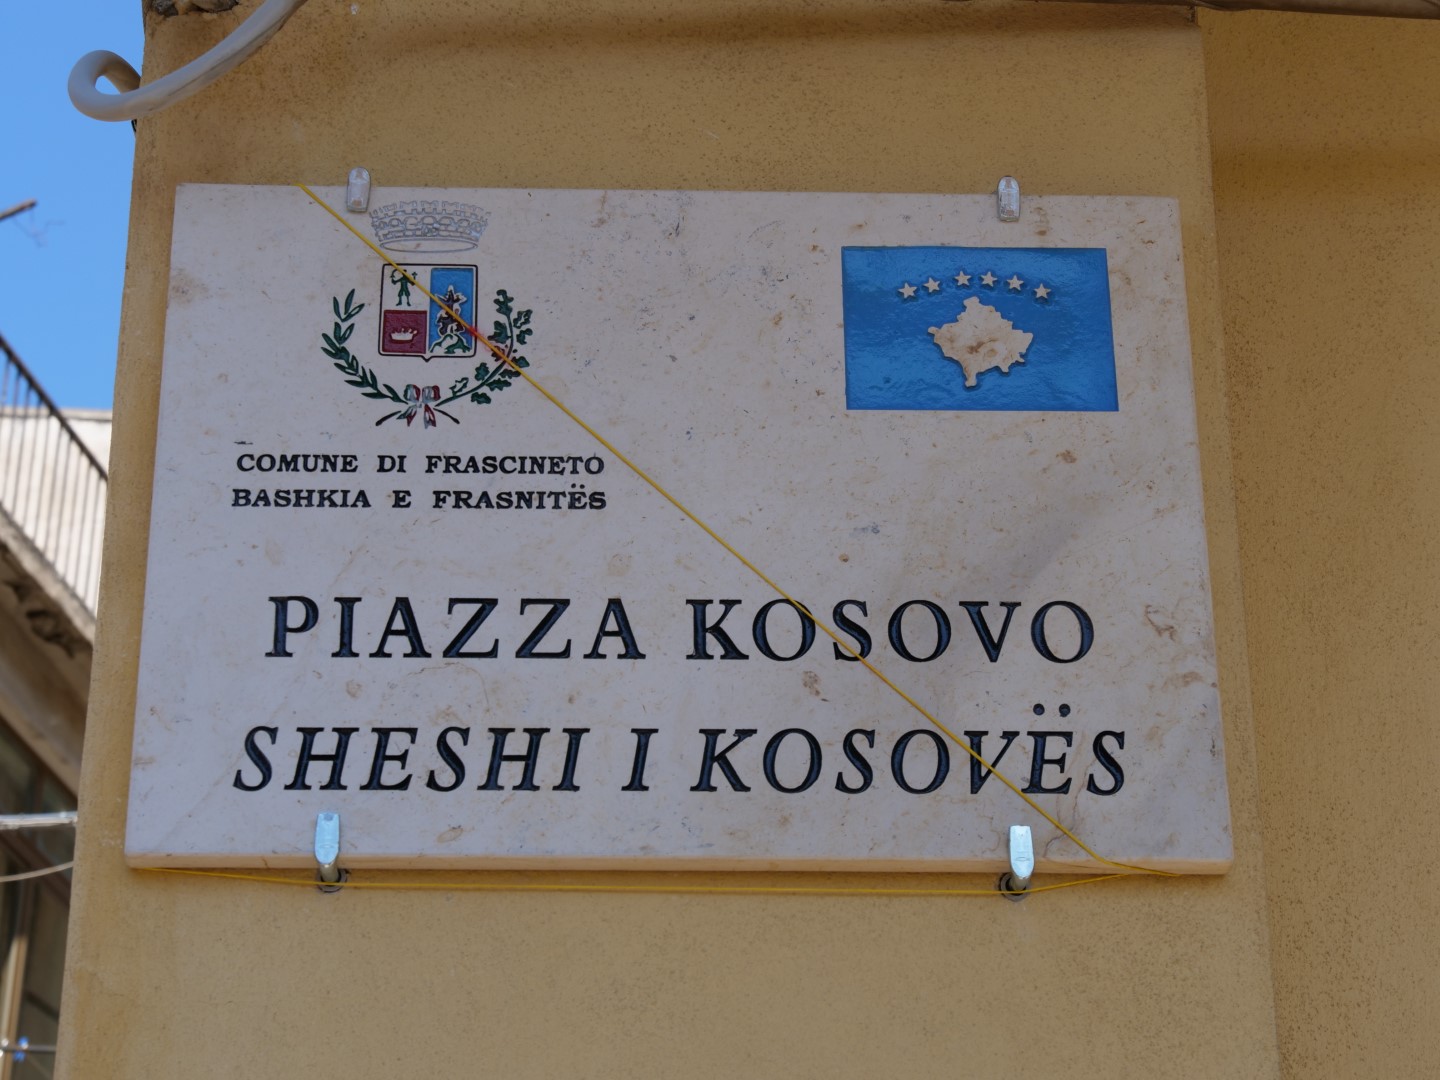 COMUNE DI FRASCINETO
BASHKIA E FRASNITËS
PIAZZA KOSOVO
SHESHI I KOSOVËS